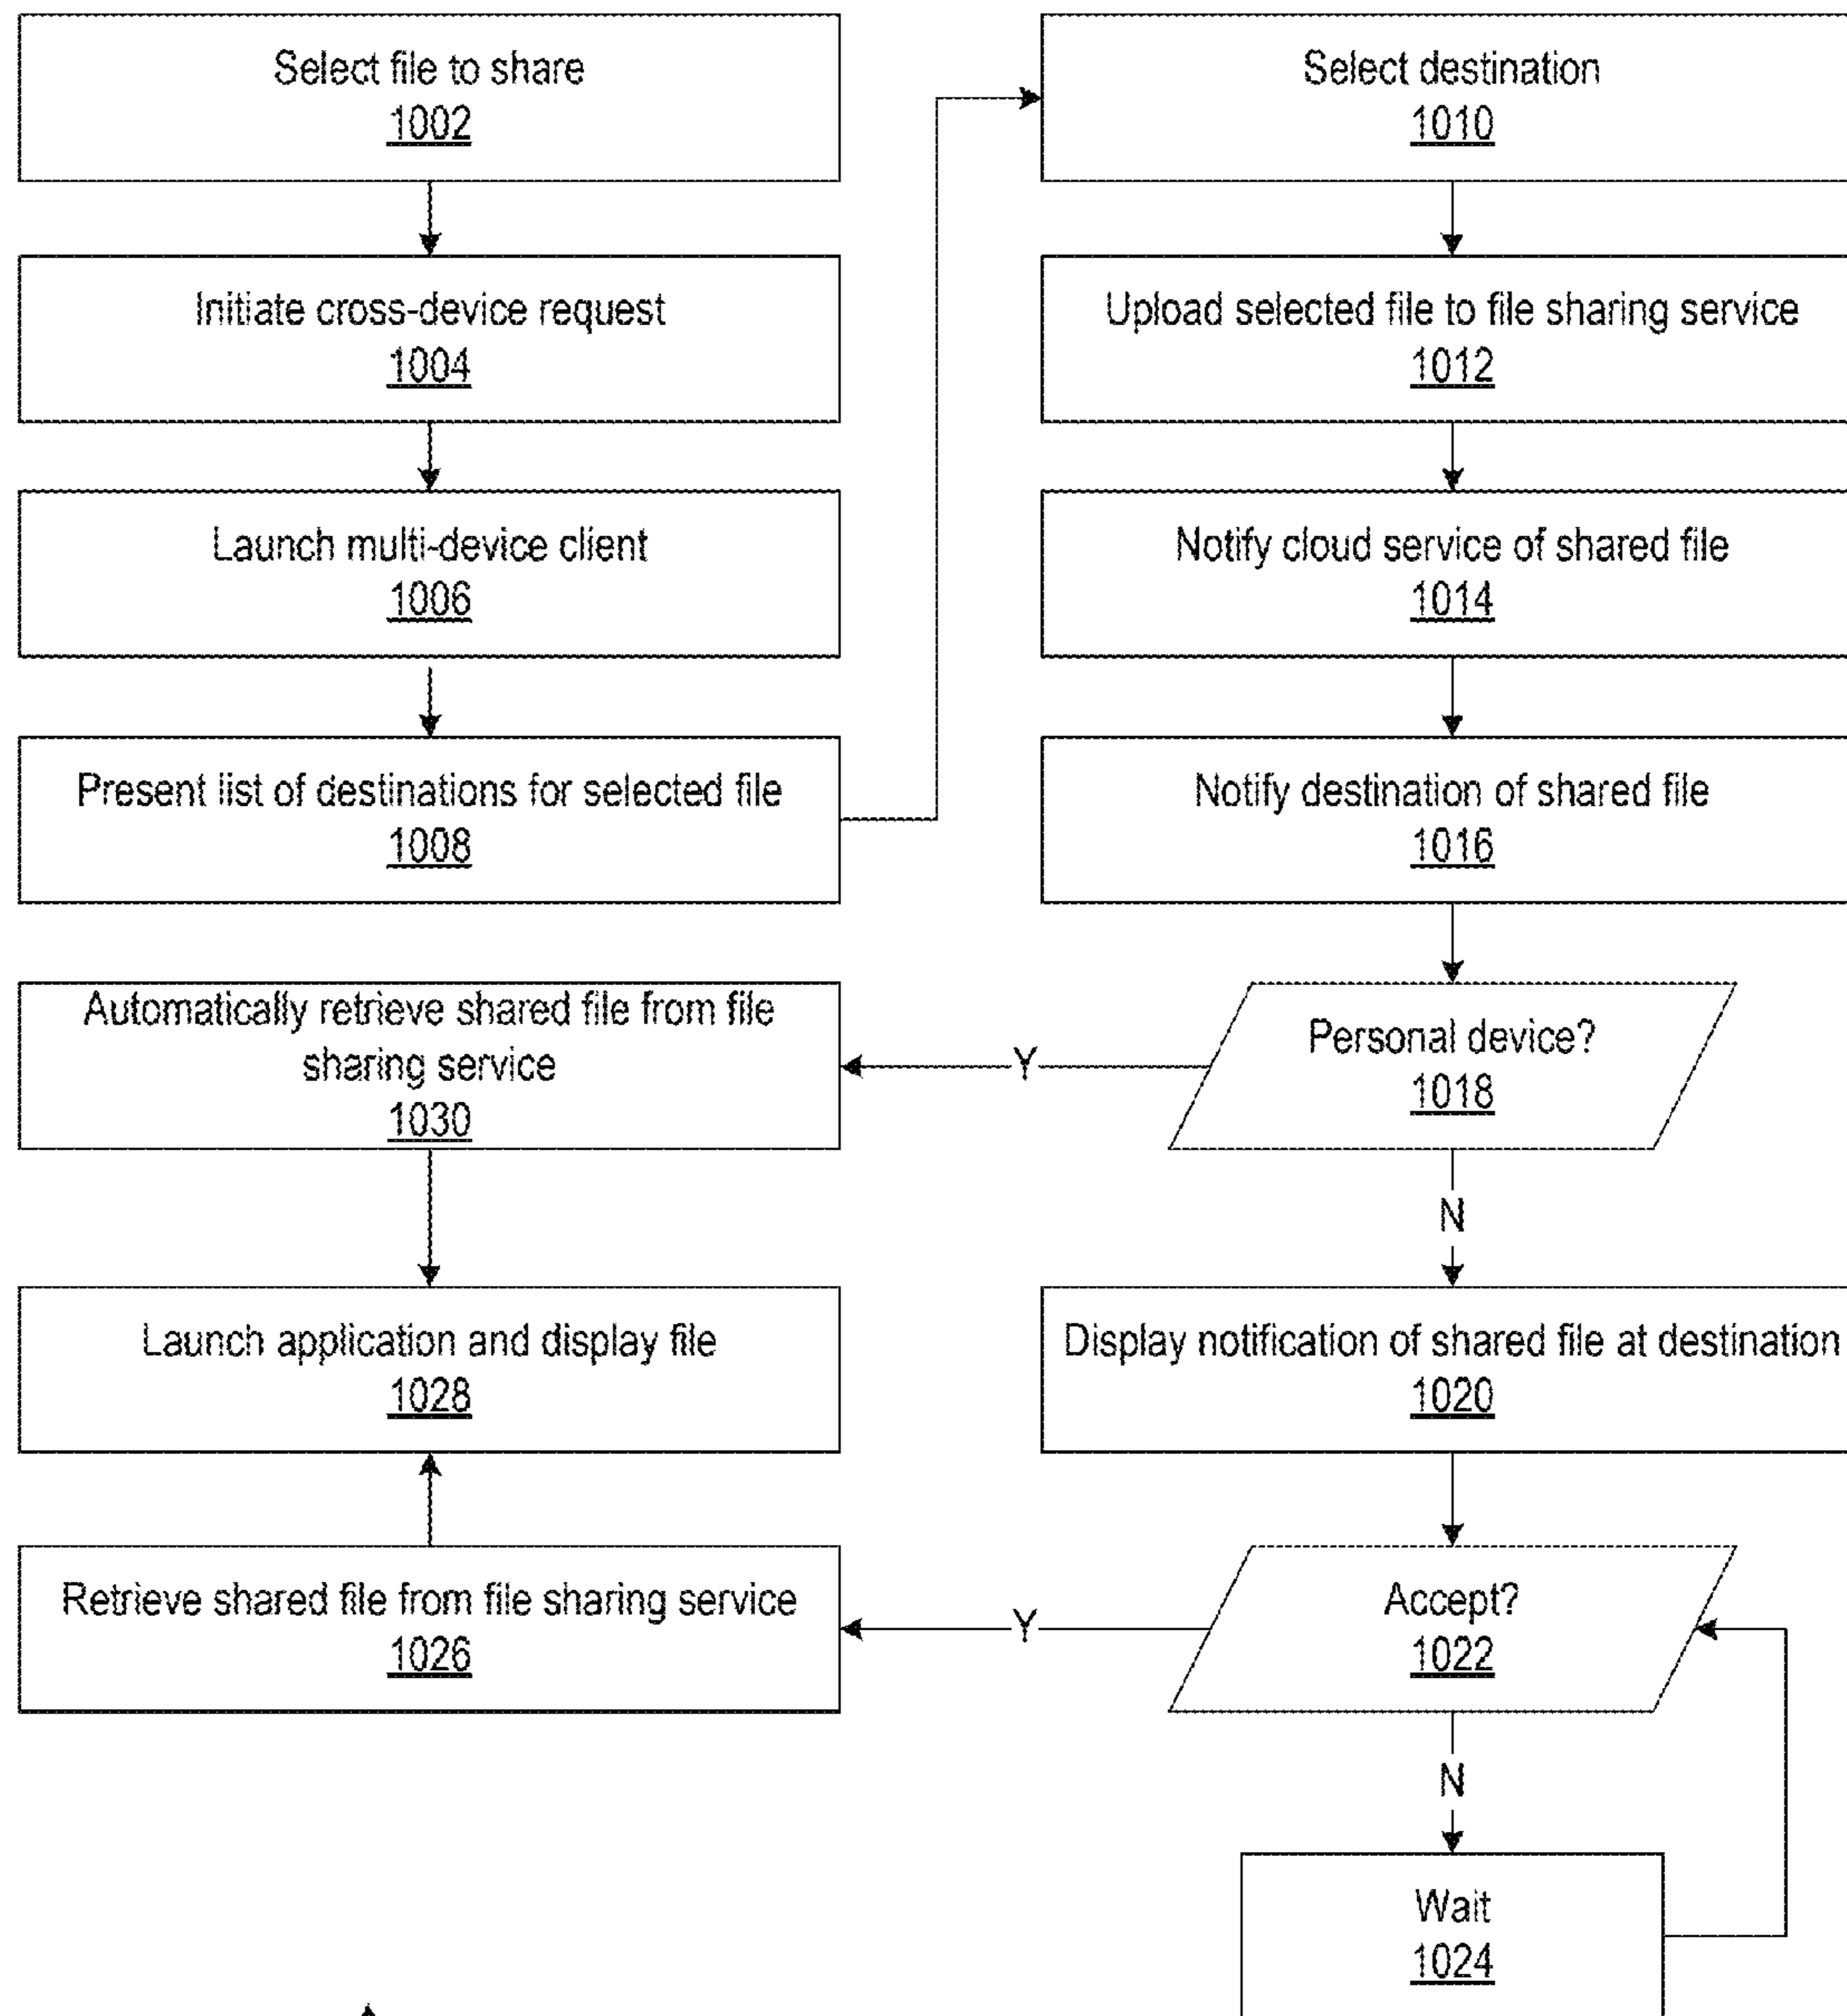 Select file to share
1002
Initiate cross-device request
1004
Launch multi-device client
1006
Present list of destinations for selected file
1008
Select destination
1010
Upload selected file to file sharing service
1012
Notify cloud service of shared file
1014
Notify destination of shared file
1016
Personal device?
1018
Y
N
Automatically retrieve shared file from file
sharing service
1030
Launch application and display file
1028
Display notification of shared file at destination
1020
Accept?
1022
Y
N
Retrieve shared file from file sharing service
1026
Wait
1024